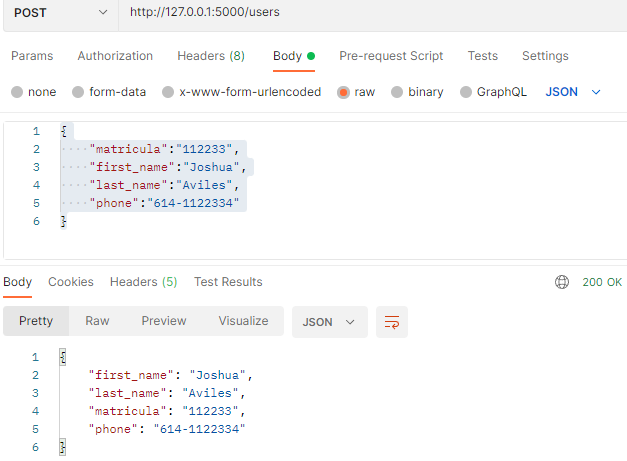 POST http://127.0.0.1:5000/users
Params Authorization Headers (8) Body Pre-request Script Tests Settings
none form-data x-www-form-urlencoded raw binary GraphQL JSON
1 {
2 "matricula":"112233",
3 "first_name":"Joshua",
4 "last_name":"Aviles",
5 "phone":"614-1122334"
6 }
Body Cookies Headers (5) Test Results 200 OK
Pretty Raw Preview Visualize JSON
1 {
2 "first_name": "Joshua",
3 "last_name": "Aviles",
4 "matricula": "112233",
5 "phone": "614-1122334"
6 }